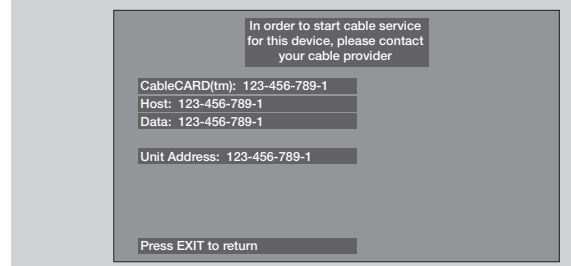 In order to start cable service
for this device, please contact
your cable provider
CableCARD(tm): 123-456-789-1
Host: 123-456-789-1
Data: 123-456-789-1
Unit Address: 123-456-789-1
Press EXIT to return